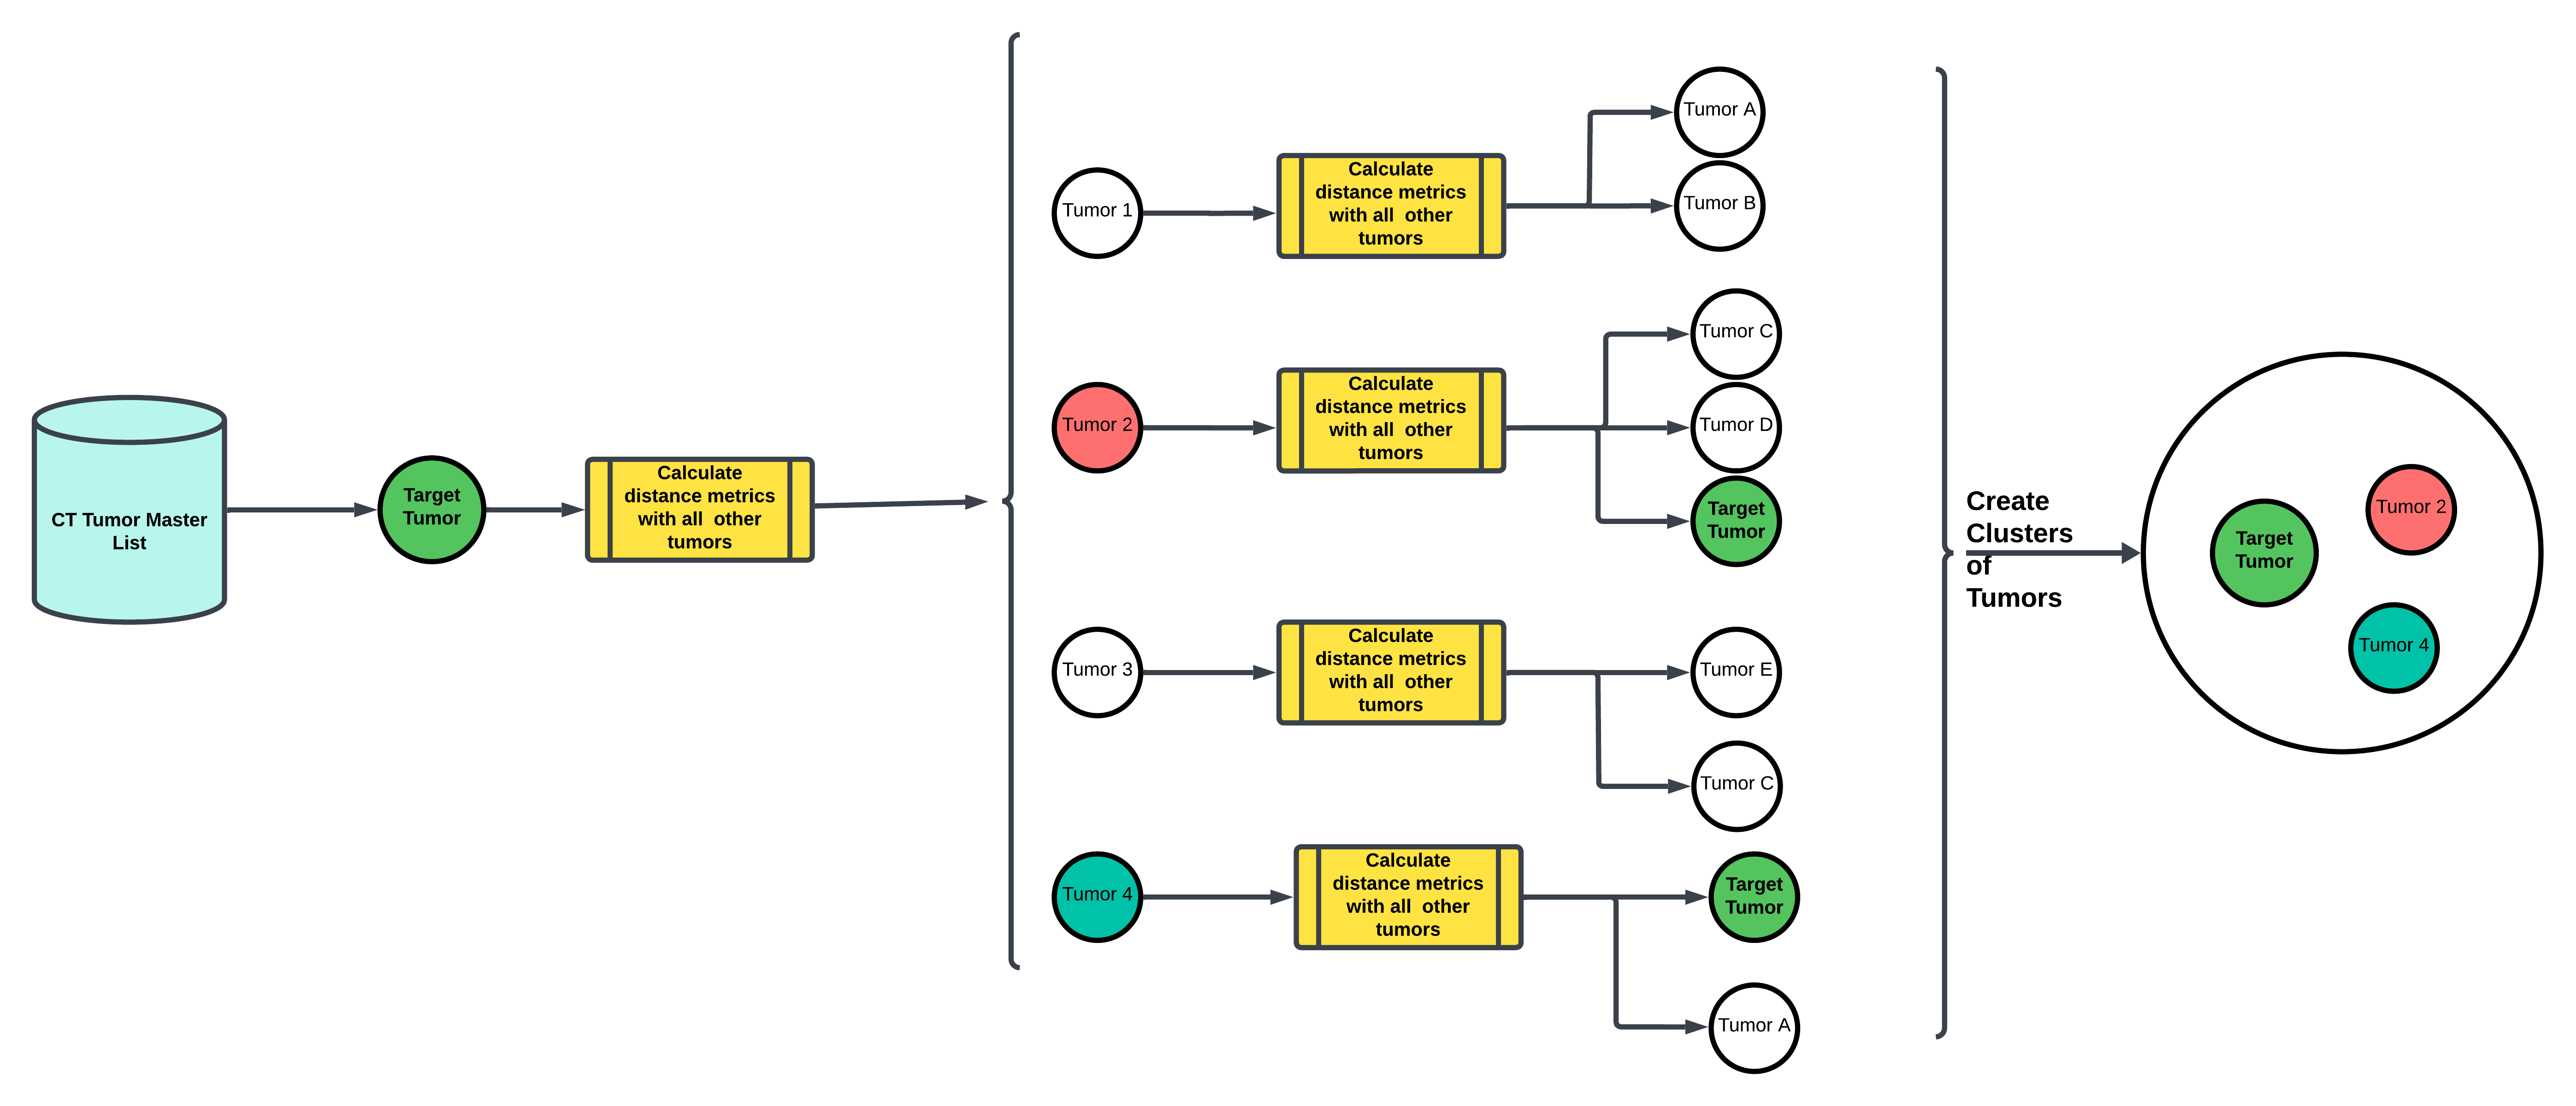 CT Tumor Master
List
Target
Tumor
Calculate
distance metrics
with all other
tumors
Tumor 1
Calculate
distance metrics
with all other
tumors
Tumor A
Tumor B
Tumor 2
Calculate
distance metrics
with all other
tumors
Tumor C
Tumor D
Target
Tumor
Tumor 3
Calculate
distance metrics
with all other
tumors
Tumor E
Tumor C
Tumor 4
Calculate
distance metrics
with all other
tumors
Target
Tumor
Tumor A
Create
Clusters
of
Tumors
Target
Tumor
Tumor 2
Tumor 4